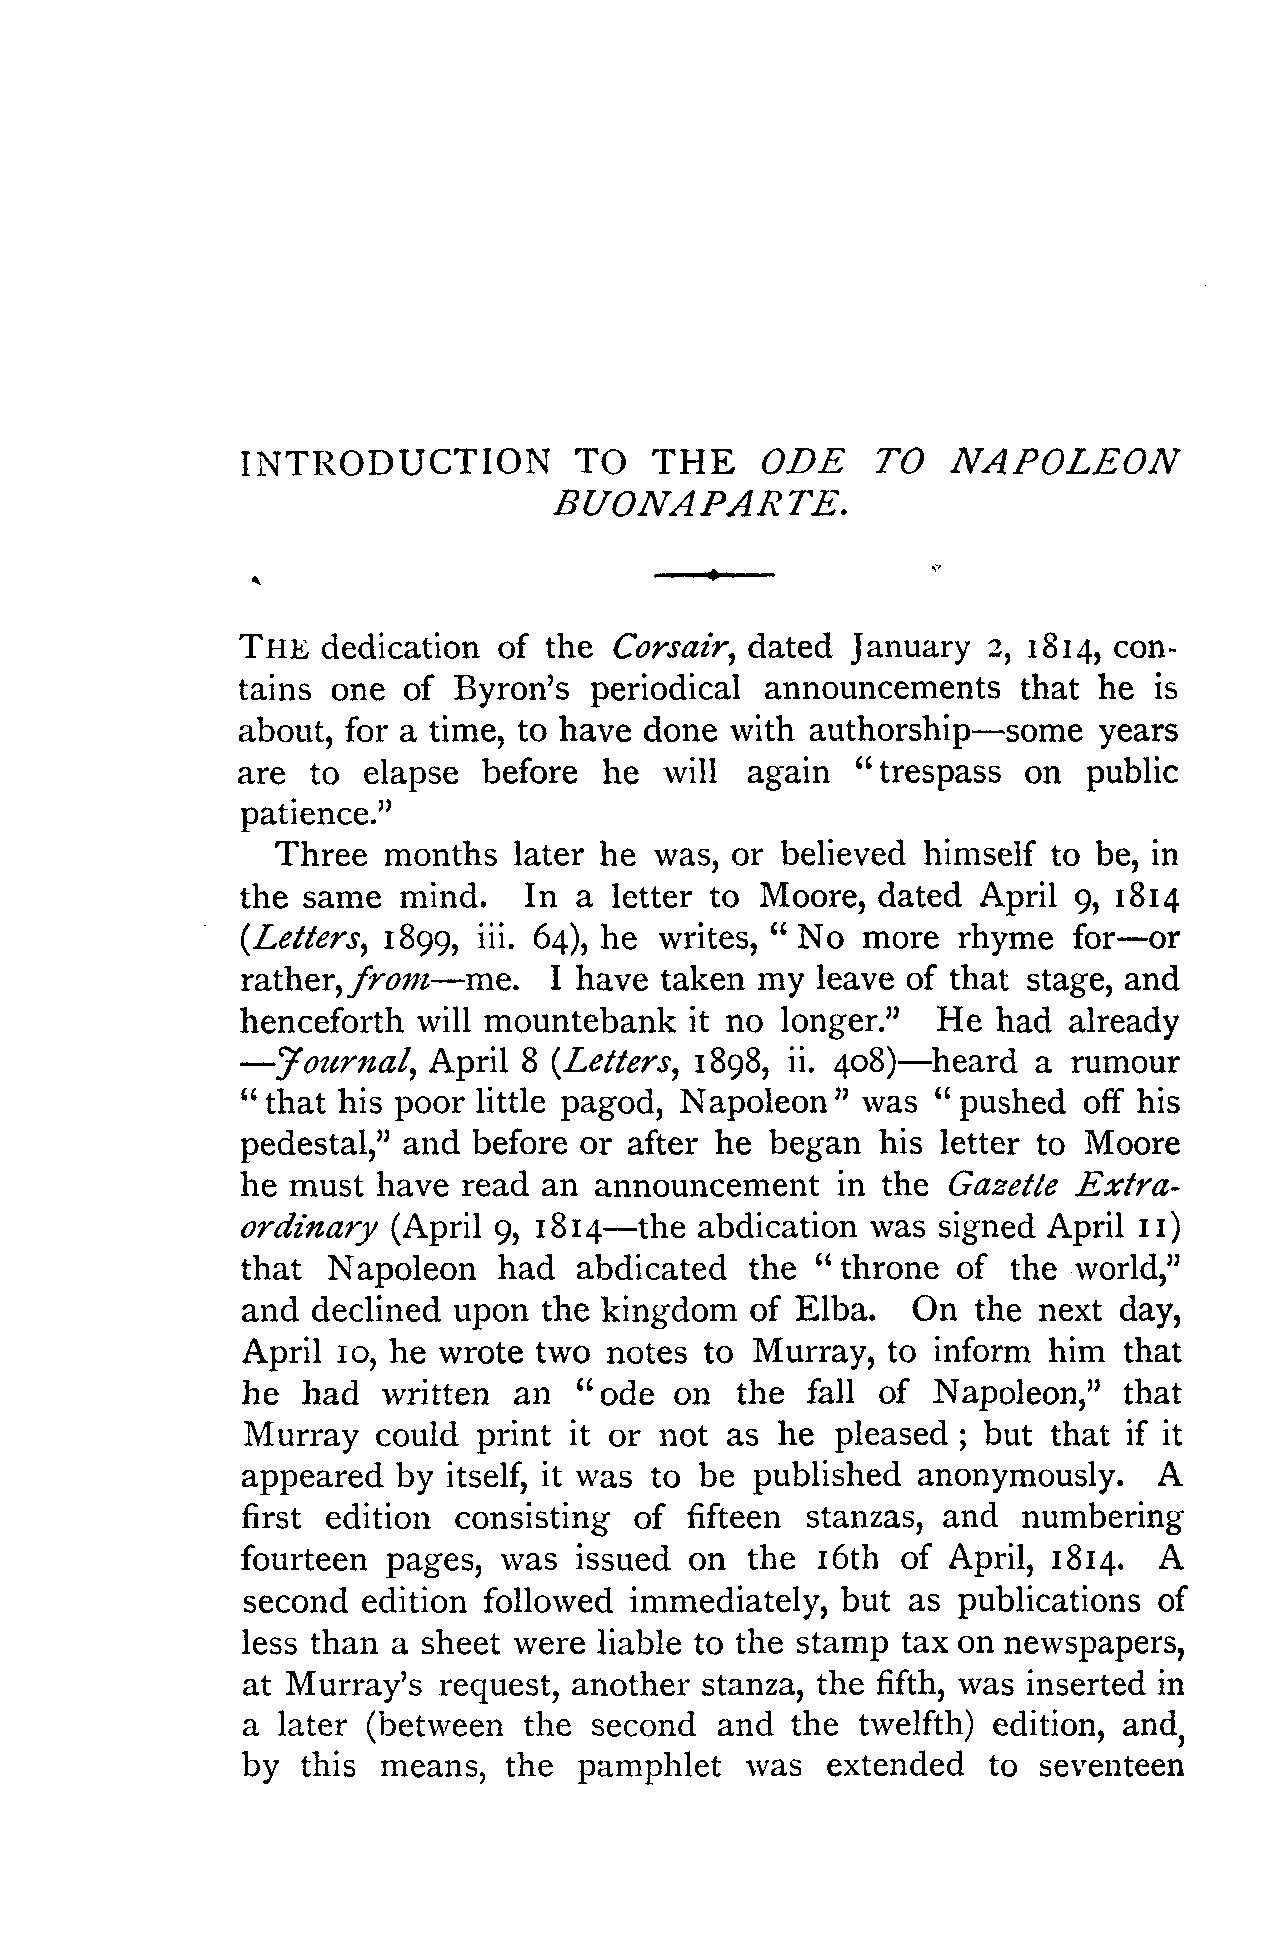 INTRODUCTION TO THE ODE TO NAPOLEON
BUONAPARTE.
THE dedication of the Corsair, dated January 2, 1814, con-
tains one of Byron's periodical announcements that he is
about, for a time, to have done with authorship—some years
are to elapse before he will again "trespass on public
patience."
Three months later he was, or believed himself to be, in
the same mind. In a letter to Moore, dated April 9, 1814
(Letters, 1899, iii. 64), he writes, "No more rhyme for—or
rather, from—me. I have taken my leave of that stage, and
henceforth will mountebank it no longer." He had already
—Journal, April 8 (Letters, 1898, ii. 408)—heard a rumour
"that his poor little pagod, Napoleon" was "pushed off his
pedestal," and before or after he began his letter to Moore
he must have read an announcement in the Gazette Extra-
ordinary (April 9, 1814—the abdication was signed April 11)
that Napoleon had abdicated the "throne of the world,"
and declined upon the kingdom of Elba. On the next day,
April 10, he wrote two notes to Murray, to inform him that
he had written an "ode on the fall of Napoleon," that
Murray could print it or not as he pleased; but that if it
appeared by itself, it was to be published anonymously. A
first edition consisting of fifteen stanzas, and numbering
fourteen pages, was issued on the 16th of April, 1814. A
second edition followed immediately, but as publications of
less than a sheet were liable to the stamp tax on newspapers,
at Murray's request, another stanza, the fifth, was inserted in
a later (between the second and the twelfth) edition, and,
by this means, the pamphlet was extended to seventeen